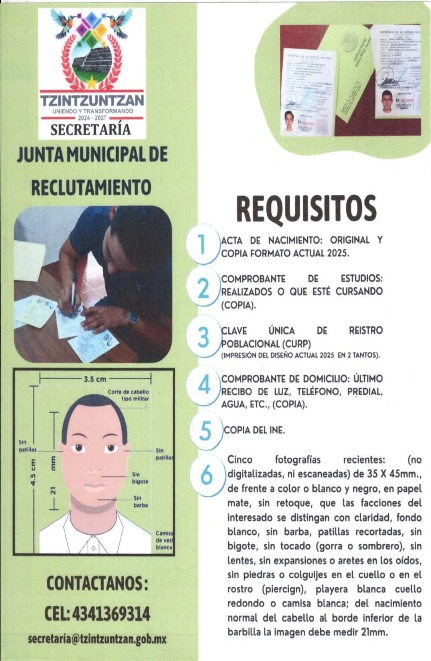 TZINTZUNTZAN
UNIENDO Y TRANSFORMANDO
2024 - 2027
SECRETARÍA
JUNTA MUNICIPAL DE
RECLUTAMIENTO
REQUISITOS
1
ACTA DE NACIMIENTO: ORIGINAL Y
COPIA FORMATO ACTUAL 2025.
2
COMPROBANTE DE ESTUDIOS:
REALIZADOS O QUE ESTÉ CURSANDO
(COPIA).
3
CLAVE ÚNICA DE REISTRO
POBLACIONAL (CURP)
(IMPRESIÓN DEL DISEÑO ACTUAL 2025 EN 2 TANTOS).
4
COMPROBANTE DE DOMICILIO: ÚLTIMO
RECIBO DE LUZ, TELÉFONO, PREDIAL,
AGUA, ETC., (COPIA).
5
COPIA DEL INE.
6
Cinco fotografías recientes: (no
digitalizadas, ni escaneadas) de 35 X 45mm.,
de frente a color o blanco y negro, en papel
mate, sin retoque, que las facciones del
interesado se distingan con claridad, fondo
blanco, sin barba, patillas recortadas, sin
bigote, sin tocado (gorra o sombrero), sin
lentes, sin expansiones o aretes en los oídos,
sin piedras o colguijes en el cuello o en el
rostro (piercign), playera blanca cuello
redondo o camisa blanca; del nacimiento
normal del cabello al borde inferior de la
barbilla la imagen debe medir 21mm.
3.5 cm
Corte de cabello
tipo militar
Sin
patillas
Sin
patillas
4.5 cm
21 mm
Sin
bigote
Sin
barba
Camisa
de vest
blanca
CONTACTANOS:
CEL: 4341369314
secretaria@tzintzuntzan.gob.mx